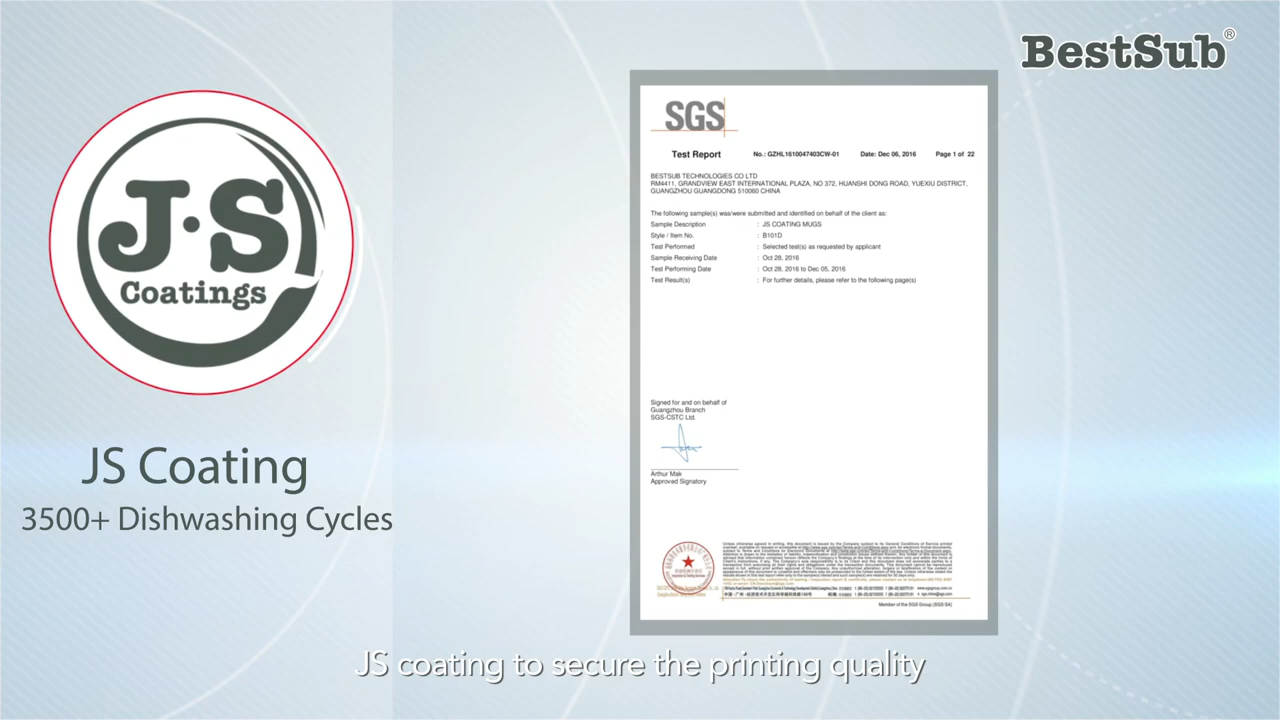 BestSub®
J·S
Coatings
JS Coating
3500+ Dishwashing Cycles
SGS
Test Report No.: GZHL1610047403CW-01 Date: Dec 06, 2016 Page 1 of 22
BESTSUB TECHNOLOGIES CO LTD
RM4411, GRANDVIEW EAST INTERNATIONAL PLAZA, NO 372, HUANSHI DONG ROAD, YUEXIU DISTRICT,
GUANGZHOU GUANGDONG 510060 CHINA
The following sample(s) was/were submitted and identified on behalf of the client as:
Sample Description : JS COATING MUGS
Style / Item No. : B101D
Test Performed : Selected test(s) as requested by applicant
Sample Receiving Date : Oct 28, 2016
Test Performing Date : Oct 28, 2016 to Dec 05, 2016
Test Result(s) : For further details, please refer to the following page(s)
Signed for and on behalf of
Guangzhou Branch
SGS-CSTC Ltd.
Arthur Mak
Approved Signatory
Member of the SGS Group (SGS SA)
JS coating to secure the printing quality